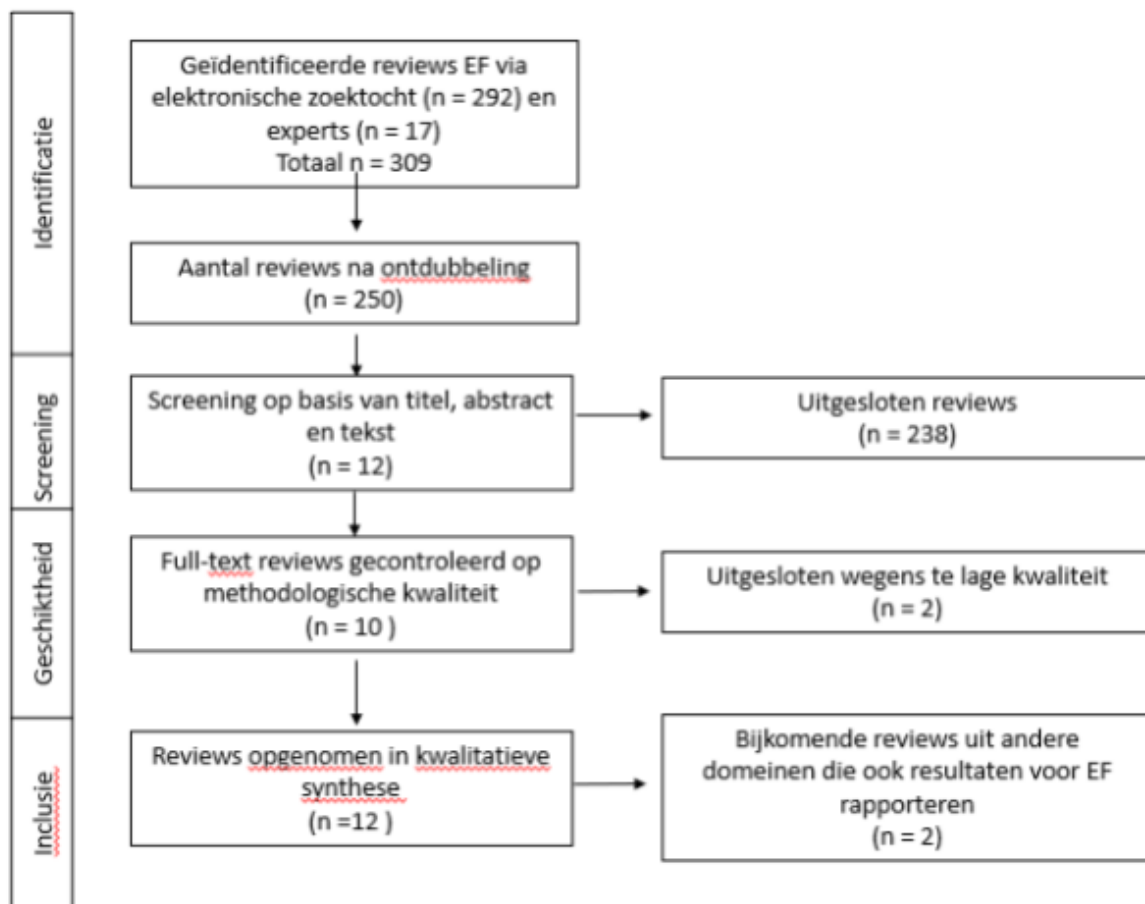 Identificatie
Geïdentificeerde reviews EF via
elektronische zoektocht (n = 292) en
experts (n = 17)
Totaal n = 309
Aantal reviews na ontdubbeling
(n = 250)
Screening
Screening op basis van titel, abstract
en tekst
(n = 12)
Uitgesloten reviews
(n = 238)
Geschiktheid
Full-text reviews gecontroleerd op
methodologische kwaliteit
(n = 10 )
Uitgesloten wegens te lage kwaliteit
(n = 2)
Inclusie
Reviews opgenomen in kwalitatieve
synthese
(n =12 )
Bijkomende reviews uit andere
domeinen die ook resultaten voor EF
rapporteren
(n = 2)